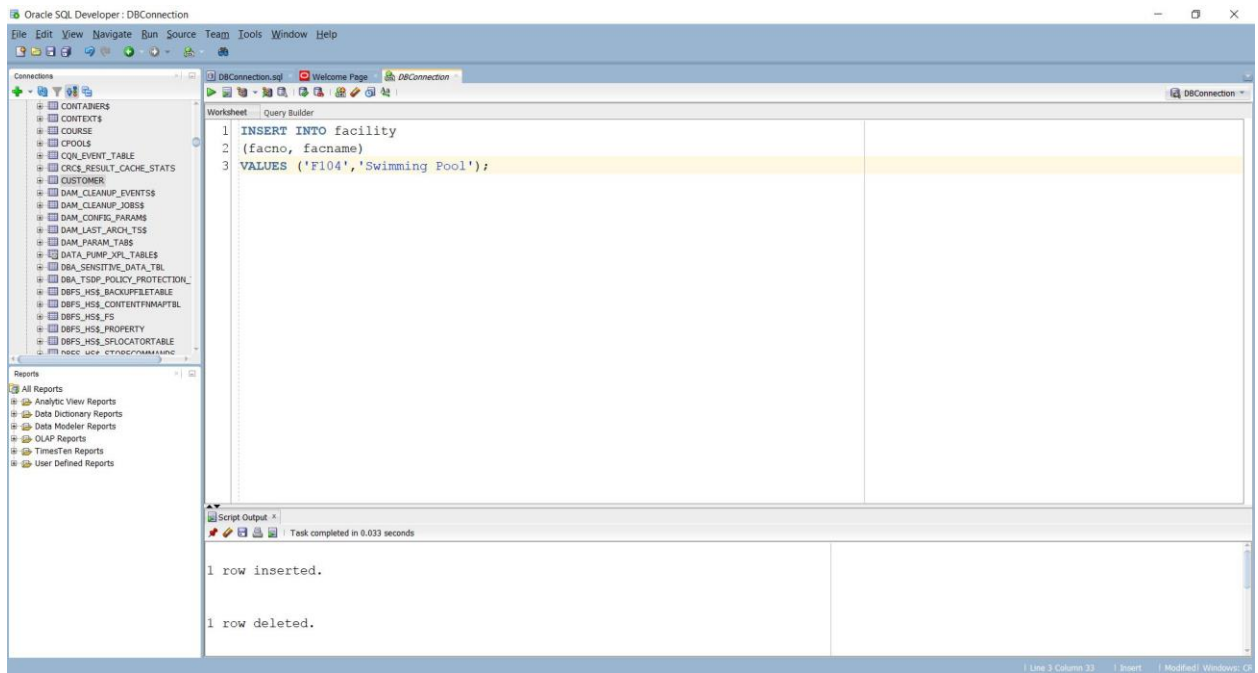 Oracle SQL Developer : DBConnection
File Edit View Navigate Run Source Team Tools Window Help
Connections
CONTAINER$
CONTEXT$
COURSE
CPOOL$
CQN_EVENT_TABLE
CRC$_RESULT_CACHE_STATS
CUSTOMER
DAM_CLEANUP_EVENTS$
DAM_CLEANUP_JOBS$
DAM_CONFIG_PARAM$
DAM_LAST_ARCH_TS$
DAM_PARAM_TAB$
DATA_PUMP_XPL_TABLE$
DBA_SENSITIVE_DATA_TBL
DBA_TSDP_POLICY_PROTECTION_
DBFS_HS$_BACKUPFILETABLE
DBFS_HS$_CONTENTFNMAPTBL
DBFS_HS$_FS
DBFS_HS$_PROPERTY
DBFS_HS$_SFLOCATORTABLE
DBFS_HS$_STORECOMMANDS
Reports
All Reports
Analytic View Reports
Data Dictionary Reports
Data Modeler Reports
OLAP Reports
TimesTen Reports
User Defined Reports
DBConnection.sql Welcome Page DBConnection
DBConnection
Worksheet Query Builder
1 INSERT INTO facility
2 (facno, facname)
3 VALUES ('F104','Swimming Pool');
Script Output
Task completed in 0.033 seconds
1 row inserted.
1 row deleted.
Line 3 Column 33 Insert Modified Windows: CR